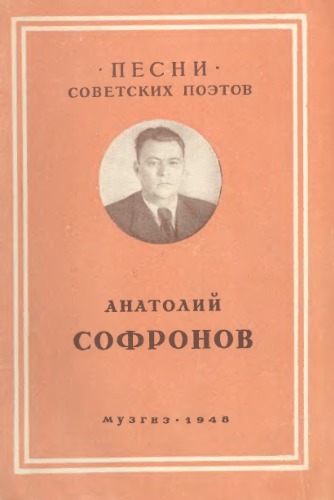 · ПЕСНИ ·
СОВЕТСКИХ ПОЭТОВ
АНАТОЛИЙ
СОФРОНОВ
МУЗГИЗ · 1948